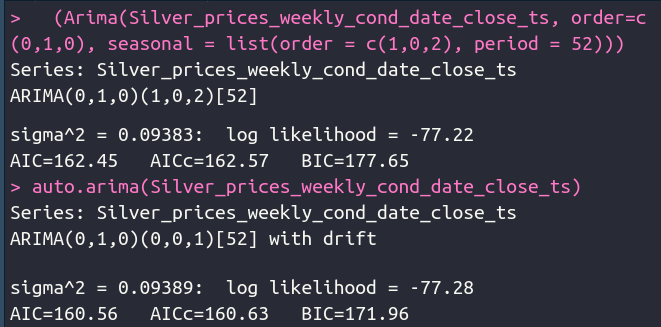 >   (Arima(Silver_prices_weekly_cond_date_close_ts, order=c
(0,1,0), seasonal = list(order = c(1,0,2), period = 52)))
Series: Silver_prices_weekly_cond_date_close_ts
ARIMA(0,1,0)(1,0,2)[52]
sigma^2 = 0.09383:  log likelihood = -77.22
AIC=162.45   AICc=162.57   BIC=177.65
> auto.arima(Silver_prices_weekly_cond_date_close_ts)
Series: Silver_prices_weekly_cond_date_close_ts
ARIMA(0,1,0)(0,0,1)[52] with drift
sigma^2 = 0.09389:  log likelihood = -77.28
AIC=160.56   AICc=160.63   BIC=171.96